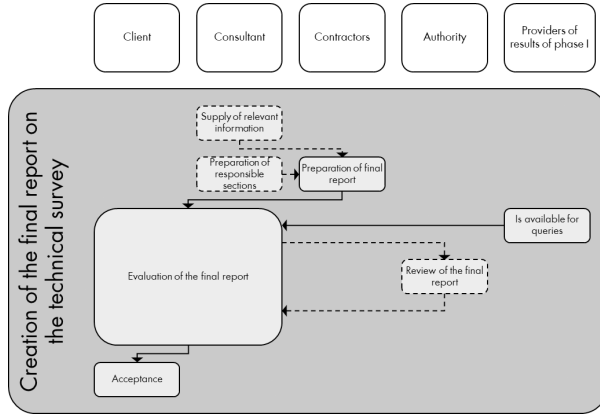 Client
Consultant
Contractors
Authority
Providers of
results of phase I
Creation of the final report on
the technical survey
Supply of relevant
information
Preparation of
responsible
sections
Preparation of final
report
Is available for
queries
Evaluation of the final report
Review of the final
report
Acceptance